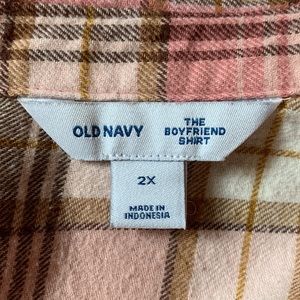 OLD NAVY
THE
BOYFRIEND
SHIRT
2X
MADE IN
INDONESIA